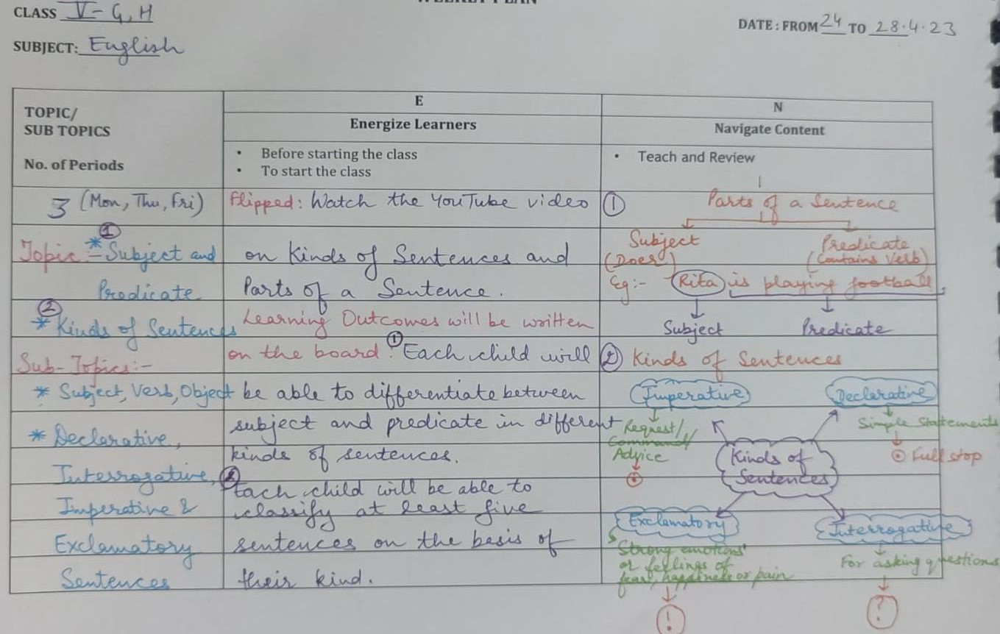 WEEKLY PLAN
CLASS V- G, H
DATE: FROM 24 TO 28.4.23
SUBJECT: English
TOPIC/
SUB TOPICS
No. of Periods
E
Energize Learners
• Before starting the class
• To start the class
N
Navigate Content
• Teach and Review
3 (Mon, Thu, Fri)
Topic :- * ① Subject and
Predicate
② * Kinds of Sentences
Sub-Topics:-
* Subject, Verb, Object
* Declarative,
Interrogative,
Imperative &
Exclamatory
Sentences
Flipped: Watch the YouTube video
on Kinds of Sentences and
Parts of a Sentence.
Learning Outcomes will be written
on the board : ① Each child will
be able to differentiate between
subject and predicate in different
kinds of sentences.
② Each child will be able to
classify at least five
sentences on the basis of
their kind.
① Parts of a Sentence
Subject
(Doer)
Predicate
(Contains Verb)
Eg:- Rita is playing football
Subject Predicate
② Kinds of Sentences
Imperative
Request/
Command/
Advice
.
Declarative
Simple Statements
. Full stop
Kinds of
Sentences
Exclamatory
Strong emotions
or feelings of
fear, happiness or pain
!
Interrogative
For asking questions
?